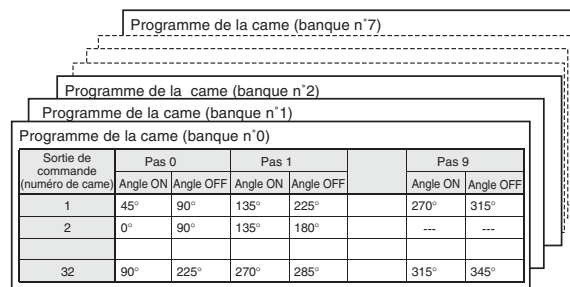 Programme de la came (banque n°7)
Programme de la came (banque n°2)
Programme de la came (banque n°1)
Programme de la came (banque n°0)
Sortie de commande (numéro de came) Pas 0 Pas 1 Pas 9
Angle ON Angle OFF Angle ON Angle OFF Angle ON Angle OFF
1 45° 90° 135° 225° 270° 315°
2 0° 90° 135° 180° --- ---
32 90° 225° 270° 285° 315° 345°